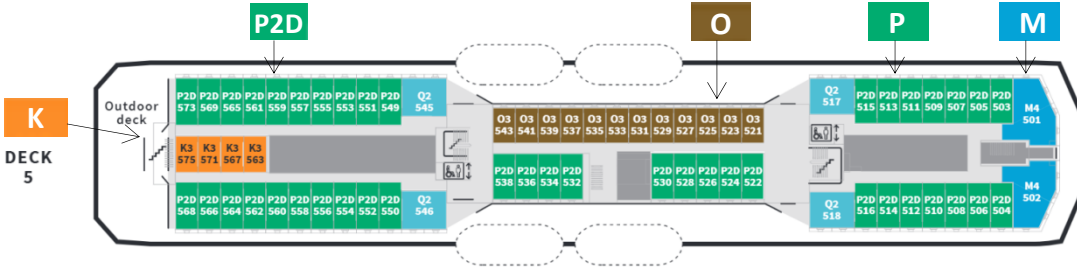 P2D
O
P
M
K
DECK
5
Outdoor
deck
P2D P2D P2D P2D P2D P2D P2D P2D P2D P2D Q2
573 569 565 561 559 557 555 553 551 549 545
K3 K3 K3 K3
575 571 567 563
P2D P2D P2D P2D P2D P2D P2D P2D P2D P2D Q2
568 566 564 562 560 558 556 554 552 550 546
O3 O3 O3 O3 O3 O3 O3 O3 O3 O3 O3 O3
543 541 539 537 535 533 531 529 527 525 523 521
P2D P2D P2D P2D
538 536 534 532
P2D P2D P2D P2D P2D
530 528 526 524 522
Q2 P2D P2D P2D P2D P2D P2D P2D
517 515 513 511 509 507 505 503
M4
501
Q2 P2D P2D P2D P2D P2D P2D P2D
518 516 514 512 510 508 506 504
M4
502